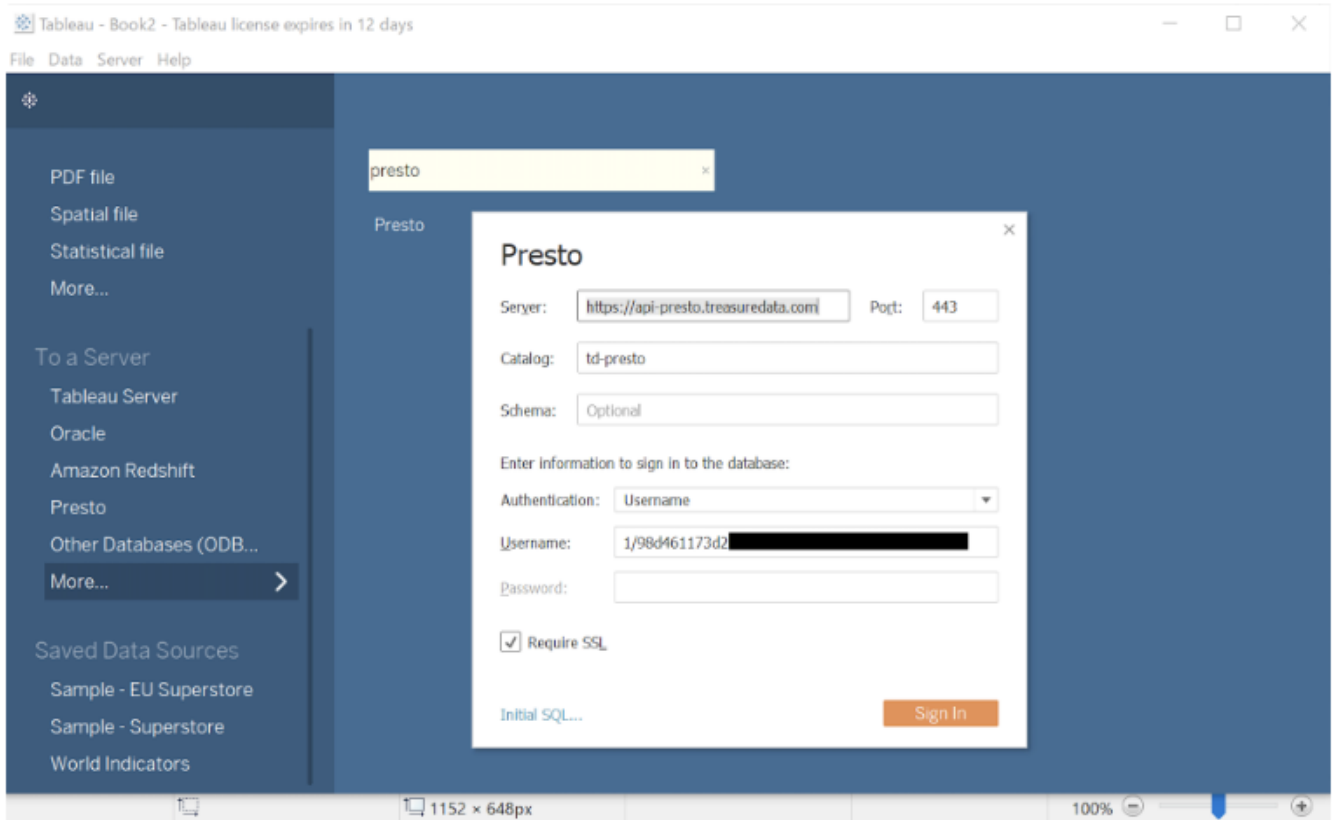 Tableau - Book2 - Tableau license expires in 12 days
File Data Server Help
PDF file
Spatial file
Statistical file
More...
To a Server
Tableau Server
Oracle
Amazon Redshift
Presto
Other Databases (ODB...
More...
Saved Data Sources
Sample - EU Superstore
Sample - Superstore
World Indicators
presto
Presto
Presto
Server: https://api-presto.treasuredata.com Port: 443
Catalog: td-presto
Schema: Optional
Enter information to sign in to the database:
Authentication: Username
Username: 1/98d461173d2
Password:
Require SSL
Initial SQL... Sign In
1152 × 648px 100%